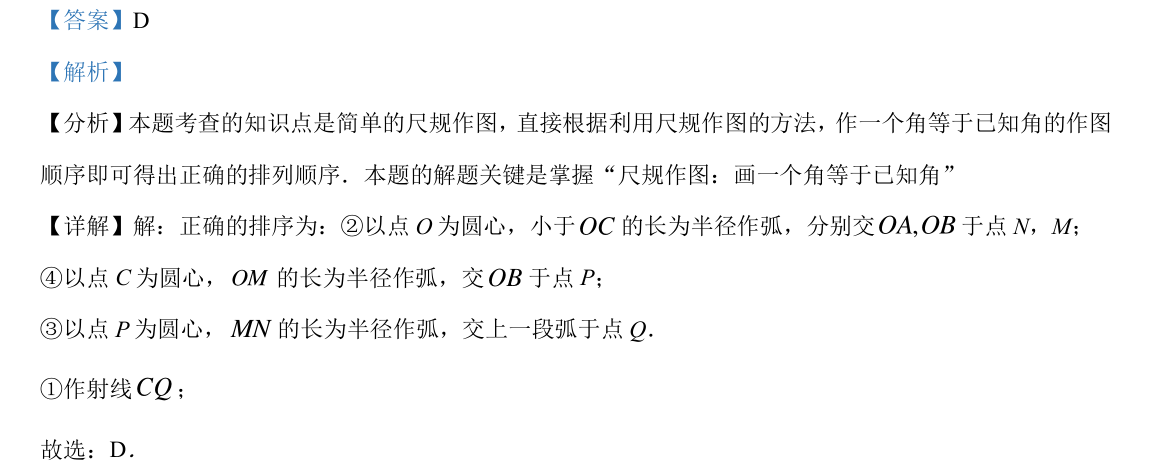 【答案】D
【解析】
【分析】本题考查的知识点是简单的尺规作图，直接根据利用尺规作图的方法，作一个角等于已知角的作图
顺序即可得出正确的排列顺序．本题的解题关键是掌握“尺规作图：画一个角等于已知角”
【详解】解：正确的排序为：②以点 O 为圆心，小于 OC 的长为半径作弧，分别交 OA,OB 于点 N，M；
④以点 C 为圆心， OM 的长为半径作弧，交 OB 于点 P；
③以点 P 为圆心， MN 的长为半径作弧，交上一段弧于点 Q．
①作射线 CQ；
故选：D．